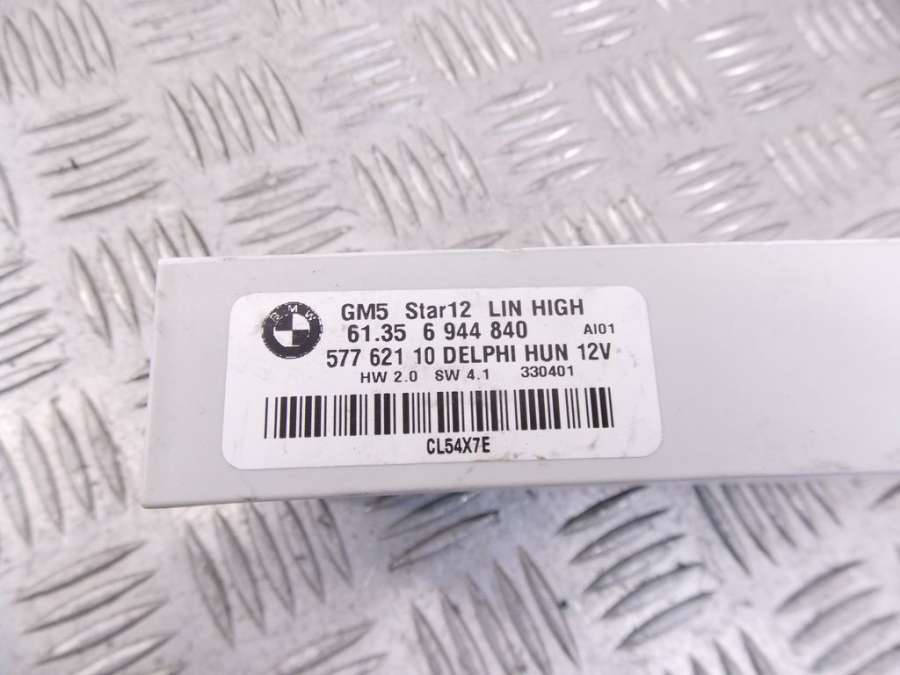 BMW
GM5 Star12 LIN HIGH
61.35 6 944 840 AI01
577 621 10 DELPHI HUN 12V
HW 2.0 SW 4.1 330401
CL54X7E